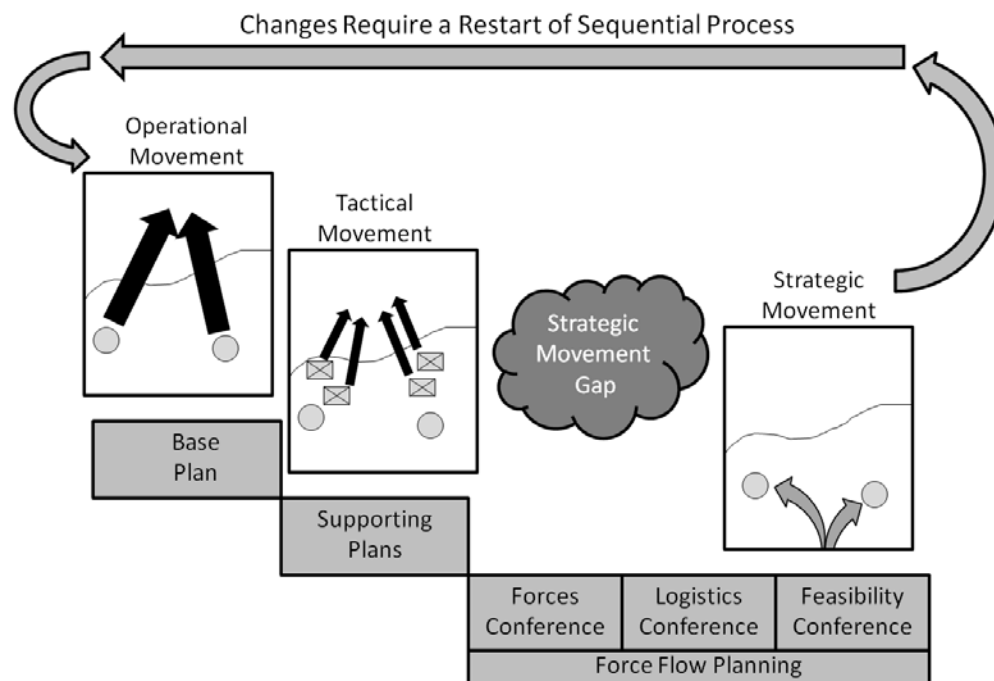 Changes Require a Restart of Sequential Process
Operational
Movement
Tactical
Movement
Strategic
Movement
Gap
Strategic
Movement
Base
Plan
Supporting
Plans
Forces
Conference
Logistics
Conference
Feasibility
Conference
Force Flow Planning